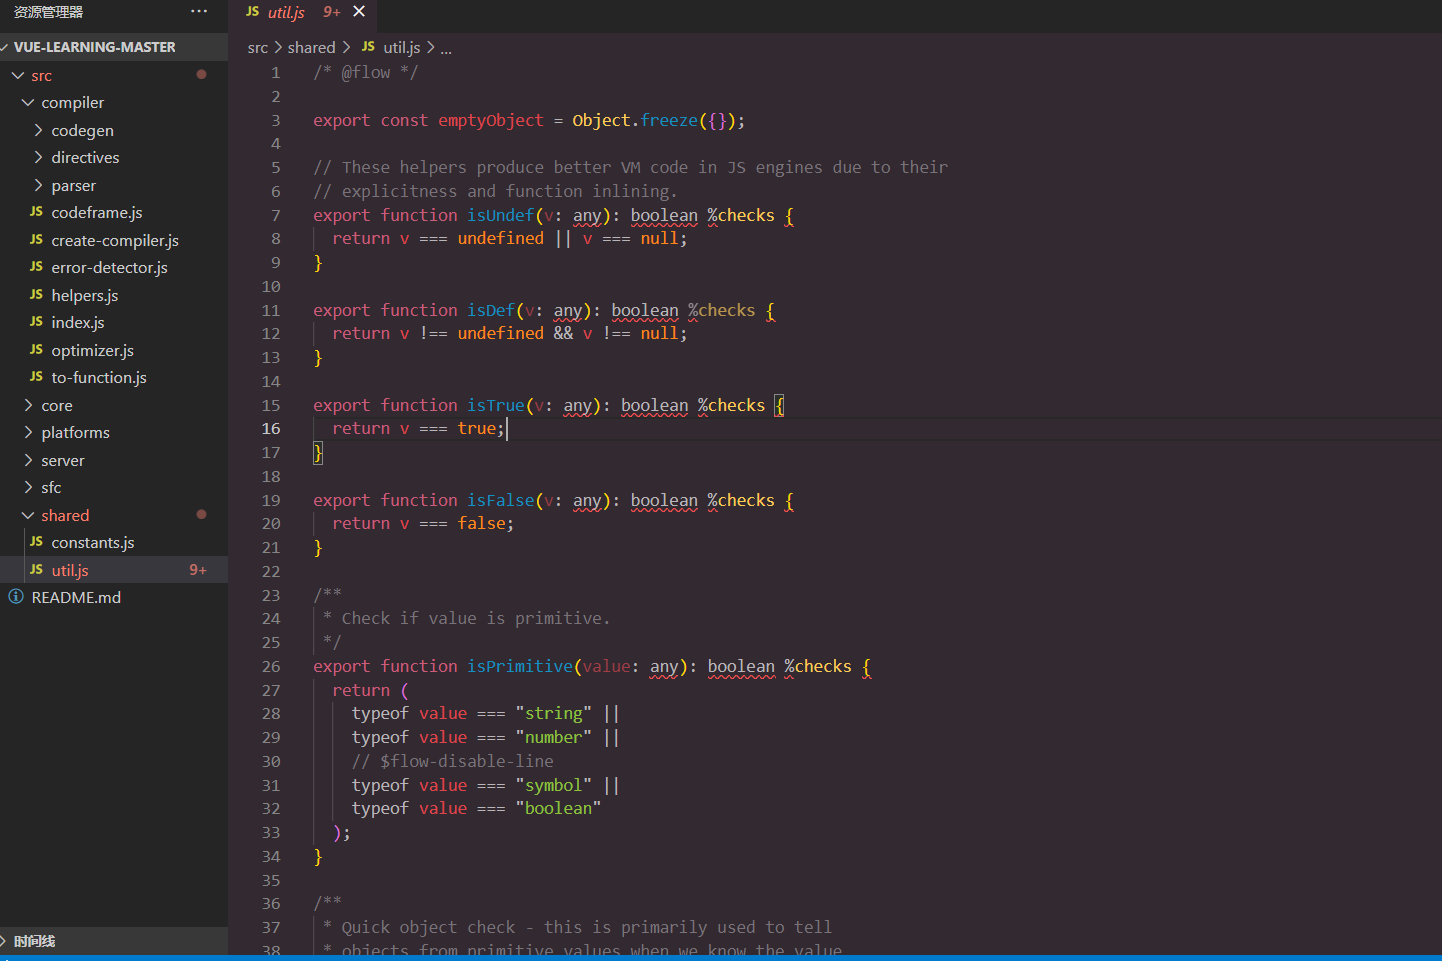 资源管理器 ···
VUE-LEARNING-MASTER
src
compiler
codegen
directives
parser
JS codeframe.js
JS create-compiler.js
JS error-detector.js
JS helpers.js
JS index.js
JS optimizer.js
JS to-function.js
core
platforms
server
sfc
shared
JS constants.js
JS util.js 9+
README.md
时间线
JS util.js 9+
src > shared > JS util.js > ...
1 /* @flow */
2
3 export const emptyObject = Object.freeze({});
4
5 // These helpers produce better VM code in JS engines due to their
6 // explicitness and function inlining.
7 export function isUndef(v: any): boolean %checks {
8 return v === undefined || v === null;
9 }
10
11 export function isDef(v: any): boolean %checks {
12 return v !== undefined && v !== null;
13 }
14
15 export function isTrue(v: any): boolean %checks {
16 return v === true;
17 }
18
19 export function isFalse(v: any): boolean %checks {
20 return v === false;
21 }
22
23 /**
24 * Check if value is primitive.
25 */
26 export function isPrimitive(value: any): boolean %checks {
27 return (
28 typeof value === "string" ||
29 typeof value === "number" ||
30 // $flow-disable-line
31 typeof value === "symbol" ||
32 typeof value === "boolean"
33 );
34 }
35
36 /**
37 * Quick object check - this is primarily used to tell
38 * objects from primitive values when we know the value